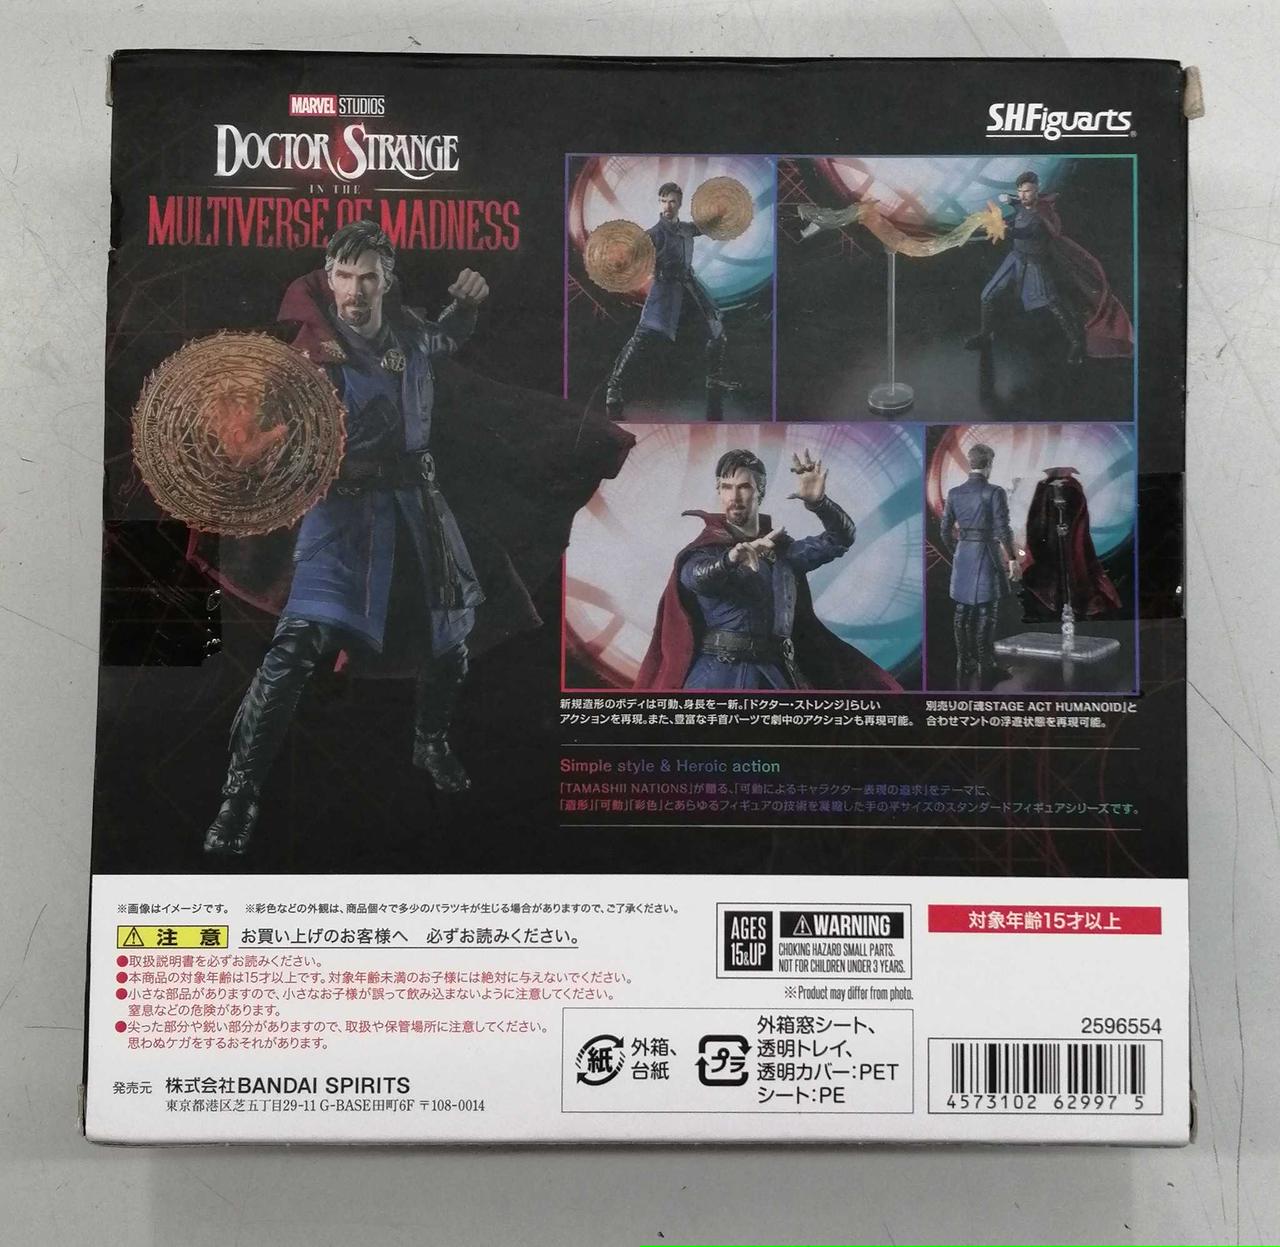 MARVEL STUDIOS
DOCTOR STRANGE
IN THE
MULTIVERSE OF MADNESS
S.H.Figuarts
新規造形のボディは可動、身長を一新。「ドクター・ストレンジ」らしい
アクションを再現。また、豊富な手首パーツで劇中のアクションも再現可能。
別売りの「魂STAGE ACT HUMANOID」と
合わせマントの浮遊状態を再現可能。
Simple style & Heroic action
「TAMASHII NATIONS」が贈る、「可動によるキャラクター表現の追求」をテーマに、
「造形」「可動」「彩色」とあらゆるフィギュアの技術を凝縮した手の平サイズのスタンダードフィギュアシリーズです。
※画像はイメージです。 ※彩色などの外観は、商品個々で多少のバラツキが生じる場合がありますので、ご了承ください。
注意 お買い上げのお客様へ 必ずお読みください。
●取扱説明書を必ずお読みください。
●本商品の対象年齢は15才以上です。対象年齢未満のお子様には絶対に与えないでください。
●小さな部品がありますので、小さなお子様が誤って飲み込まないように注意してください。
窒息などの危険があります。
●尖った部分や鋭い部分がありますので、取扱や保管場所に注意してください。
思わぬケガをするおそれがあります。
発売元 株式会社BANDAI SPIRITS
東京都港区芝五丁目29-11 G-BASE田町6F 〒108-0014
AGES
15&UP
WARNING
CHOKING HAZARD SMALL PARTS.
NOT FOR CHILDREN UNDER 3 YEARS.
※Product may differ from photo.
紙
外箱、
台紙
プラ
外箱窓シート、
透明トレイ、
透明カバー:PET
シート:PE
対象年齢15才以上
2596554
4573102 62997 5